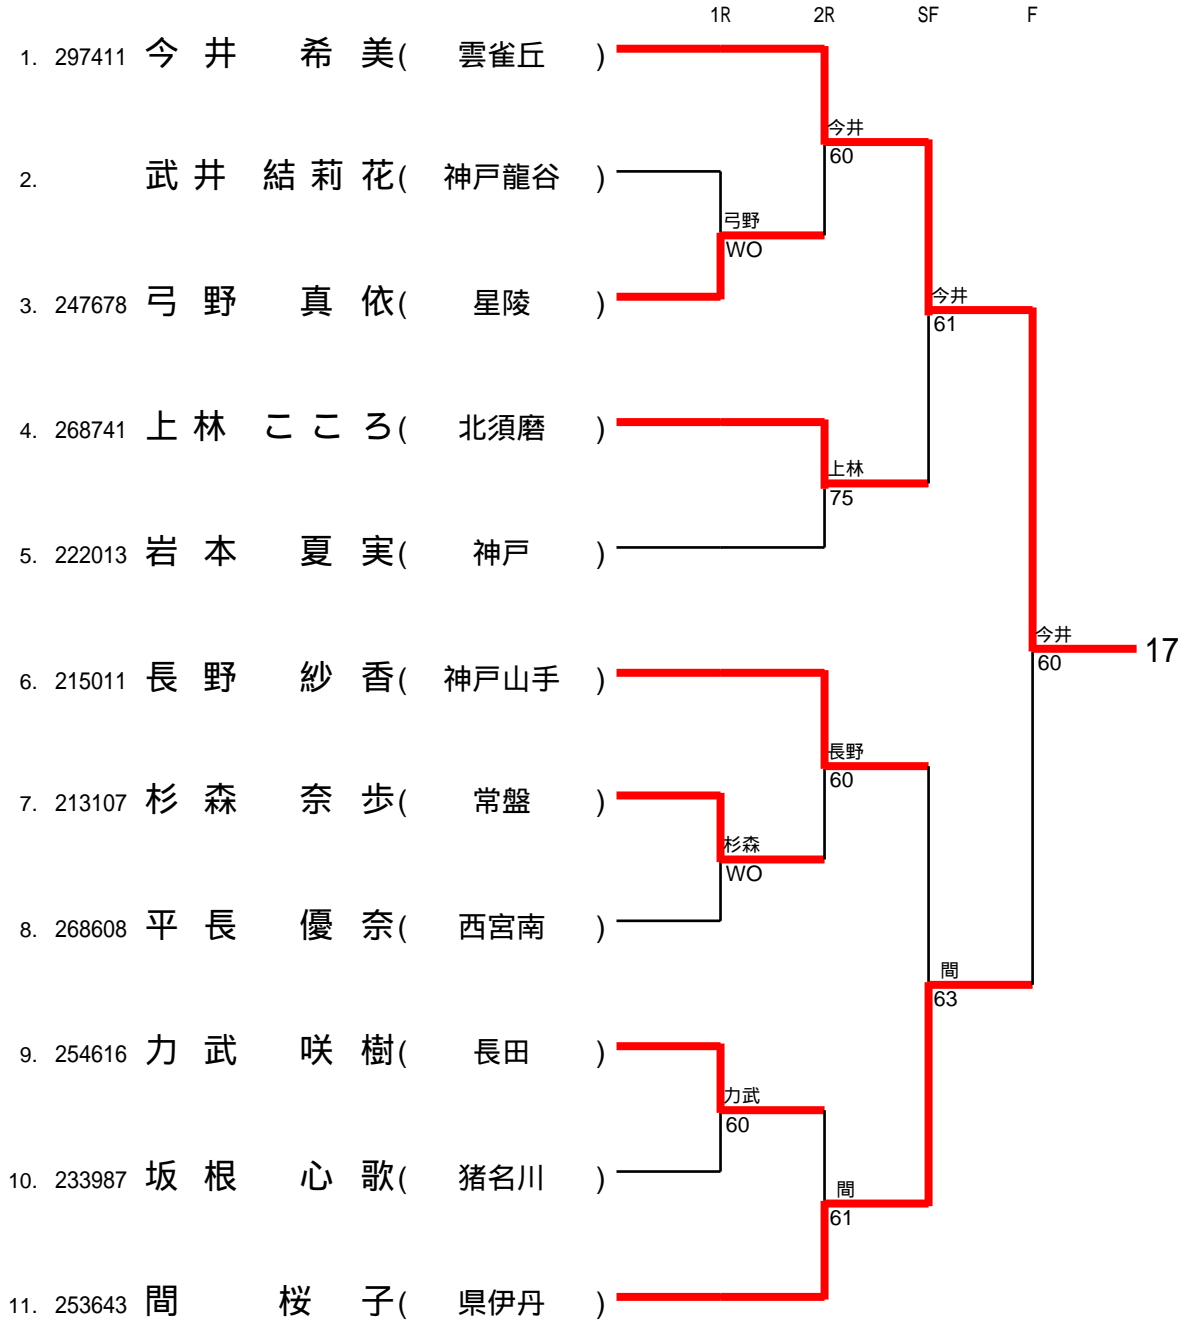 1R 2R SF F
1. 297411 今井 希美( 雲雀丘 )
今井
60
2. 武井 結莉花( 神戸龍谷 )
弓野
WO
3. 247678 弓野 真依( 星陵 )
今井
61
4. 268741 上林 こころ( 北須磨 )
上林
75
5. 222013 岩本 夏実( 神戸 )
今井
60
17
6. 215011 長野 紗香( 神戸山手 )
長野
60
7. 213107 杉森 奈歩( 常盤 )
杉森
WO
8. 268608 平長 優奈( 西宮南 )
間
63
9. 254616 力武 咲樹( 長田 )
力武
60
10. 233987 坂根 心歌( 猪名川 )
間
61
11. 253643 間 桜子( 県伊丹 )